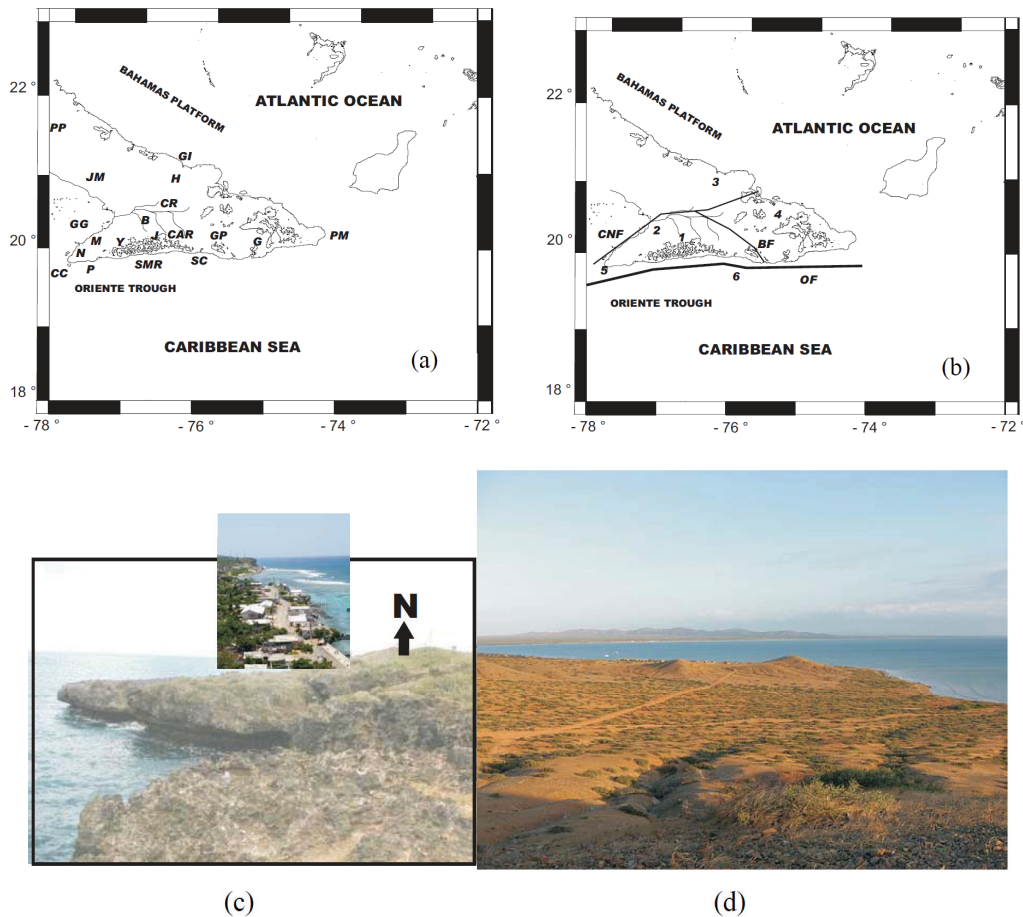 22 °
BAHAMAS
PLATFORM
ATLANTIC OCEAN
PP
GI
JM
H
CR
GG
B
20 °
M
Y
J
CAR
GP
G
PM
N
CC
P
SMR
SC
ORIENTE TROUGH
CARIBBEAN SEA
(a)
18 °
- 78 °
- 76 °
- 74 °
- 72 °
22 °
BAHAMAS
PLATFORM
ATLANTIC OCEAN
3
4
CNF
2
1
20 °
BF
5
6
OF
ORIENTE TROUGH
CARIBBEAN SEA
(b)
18 °
- 78 °
- 76 °
- 74 °
- 72 °
N
(c)
(d)